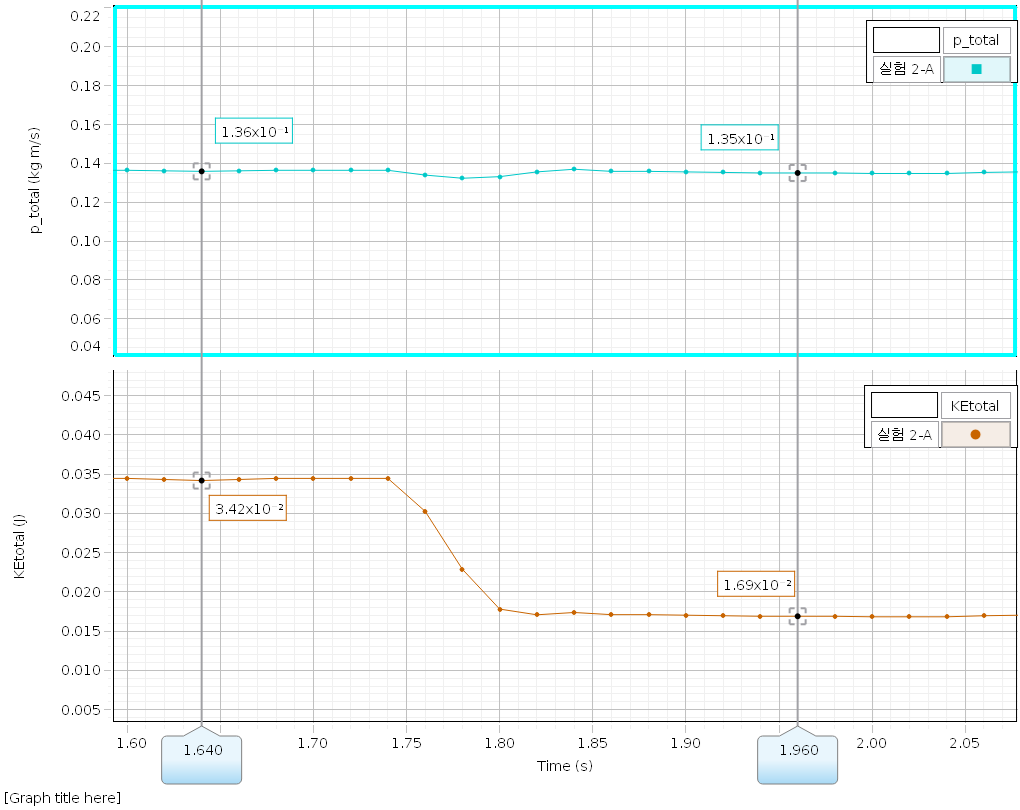 0.22
0.20
0.18
0.16
0.14
0.12
0.10
0.08
0.06
0.04
p_total (kg m/s)
p_total
실험 2-A
1.36x10⁻¹
1.35x10⁻¹
0.045
0.040
0.035
0.030
0.025
0.020
0.015
0.010
0.005
KEtotal (J)
KEtotal
실험 2-A
3.42x10⁻²
1.69x10⁻²
1.60
1.70
1.75
1.80
1.85
1.90
2.00
2.05
1.640
1.960
Time (s)
[Graph title here]